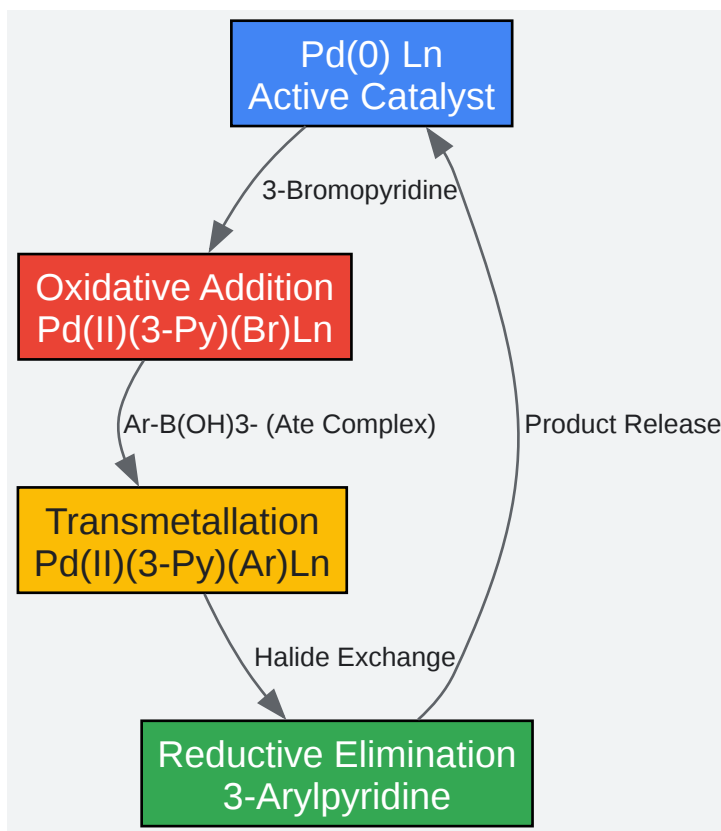 Pd(0) Ln
Active Catalyst
3-Bromopyridine
Oxidative Addition
Pd(II)(3-Py)(Br)Ln
Ar-B(OH)3- (Ate Complex)
Product Release
Transmetallation
Pd(II)(3-Py)(Ar)Ln
Halide Exchange
Reductive Elimination
3-Arylpyridine